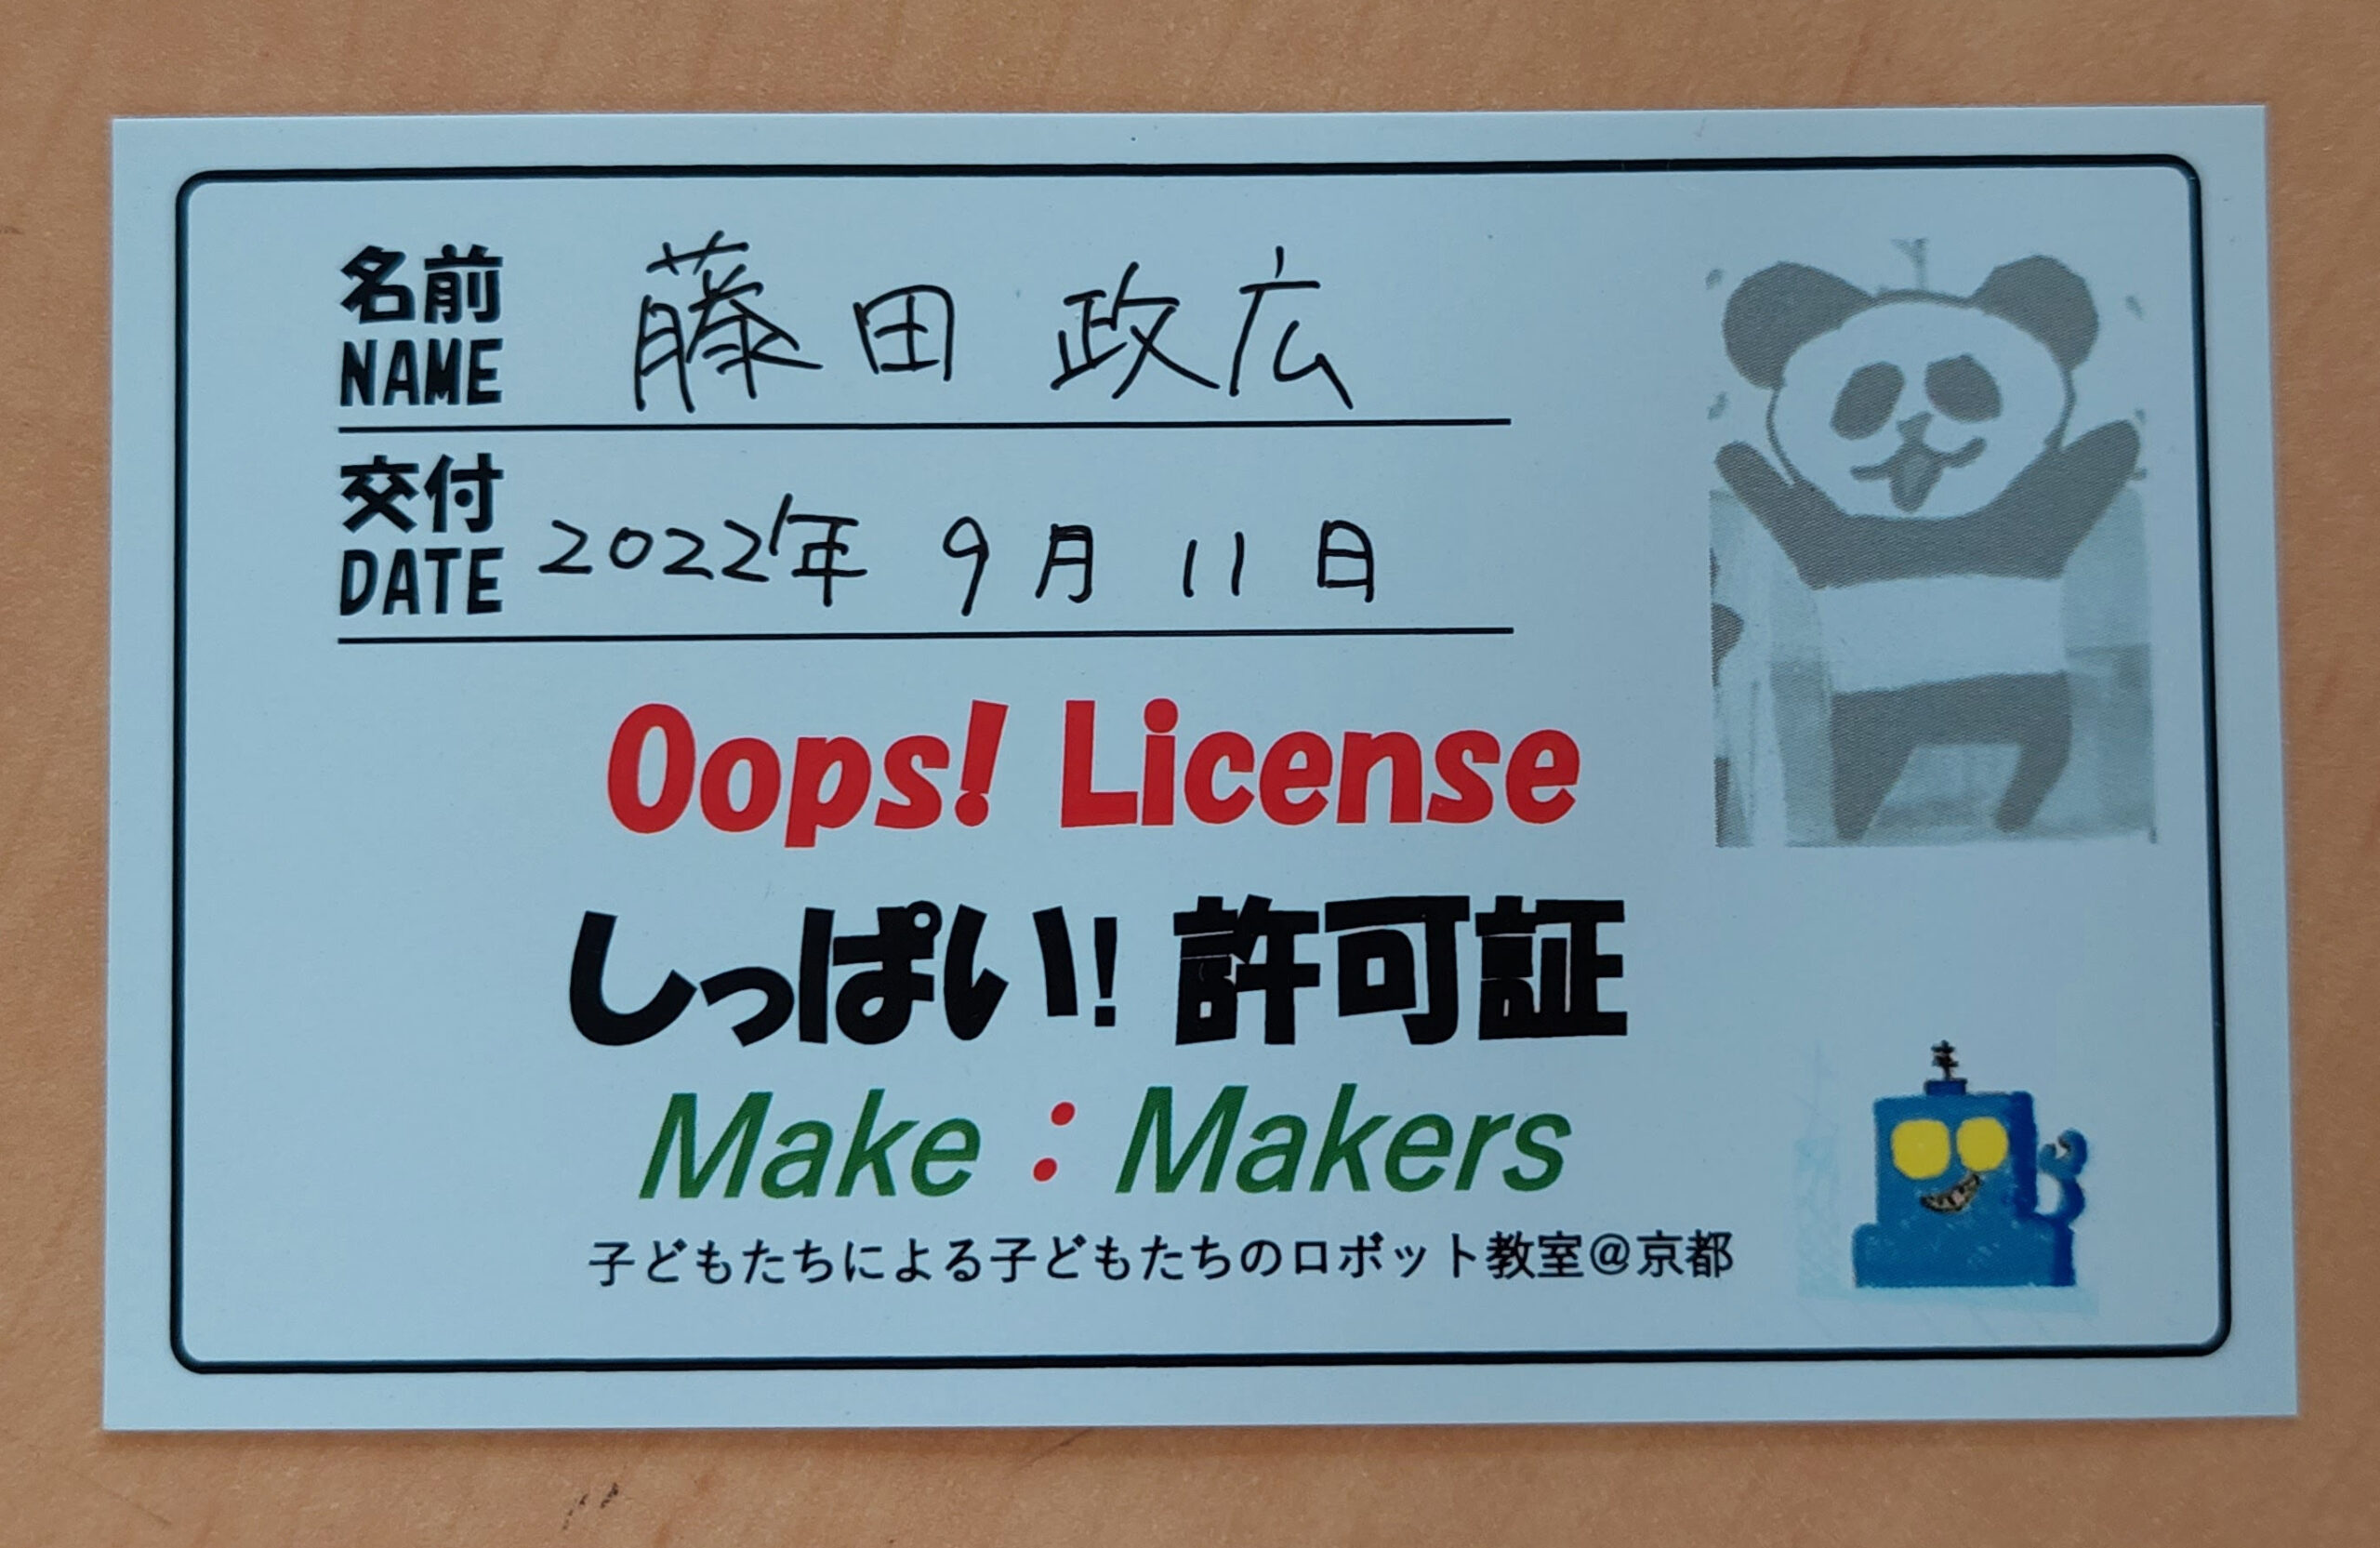 名前 藤田 政広
NAME
交付 2022年 9月 11日
DATE
Oops! License
しっぱい! 許可証
Make：Makers
子どもたちによる子どもたちのロボット教室＠京都